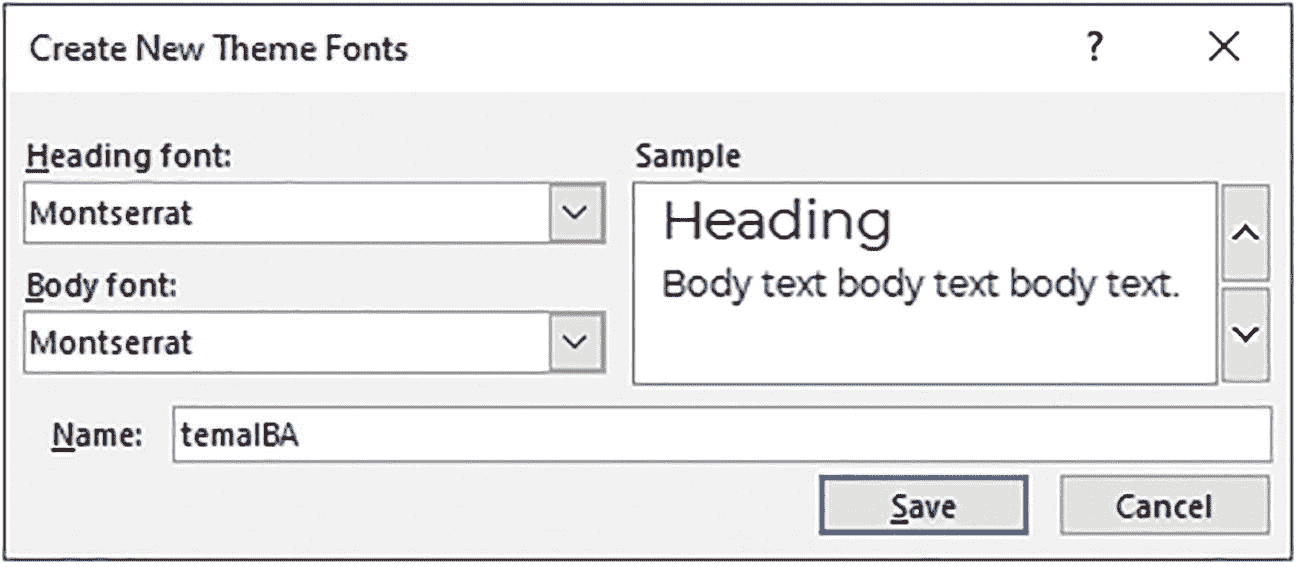 Create New Theme Fonts ?
Heading font:
Montserrat
Body font:
Montserrat
Sample
Heading
Body text body text body text.
Name: temaIBA
Save Cancel